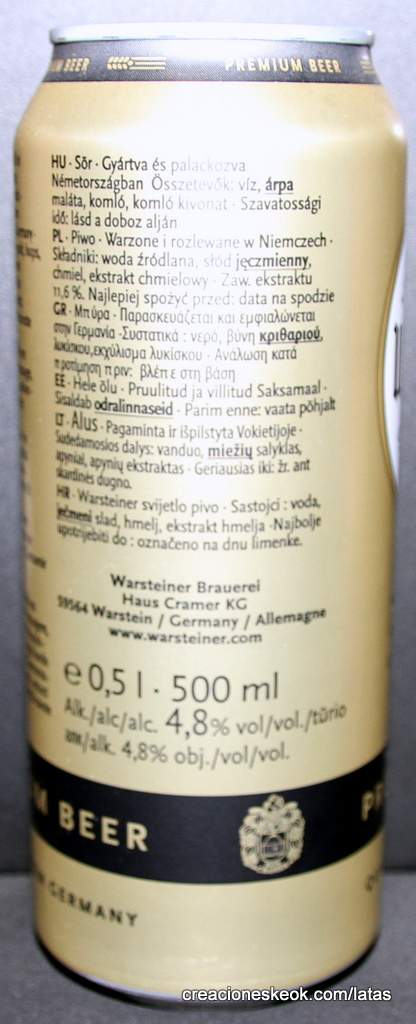 UM BEER PREMIUM BEER
HU · Sör · Gyártva és palackozva
Németországban Összetevők: víz, árpa
maláta, komló, komló kivonat · Szavatossági
idő: lásd a doboz alján
PL · Piwo · Warzone i rozlewane w Niemczech ·
Składniki: woda źródlana, słód jęczmienny,
chmiel, ekstrakt chmielowy · Zaw. ekstraktu
11,6 %. Najlepiej spożyć przed: data na spodzie
GR · Μπύρα · Παρασκευάζεται και εμφιαλώνεται
στην Γερμανία ·Συστατικά : νερό, βύνη κριθαριού,
λυκίσκου,εκχύλισμα λυκίσκου · Ανάλωση κατά
προτίμηση πριν: βλέπε στη βάση
EE · Hele õlu · Pruulitud ja villitud Saksamaal ·
Sisaldab odralinnaseid · Parim enne: vaata põhjalt
LT · Alus · Pagaminta ir išpilstyta Vokietijoje ·
Sudedamosios dalys: vanduo, miežių salyklas,
apyniai, apynių ekstraktas · Geriausias iki: žr. ant
skardinės dugno.
HR · Warsteiner svijetlo pivo · Sastojci : voda,
ječmeni slad, hmelj, ekstrakt hmelja ·Najbolje
upotrijebiti do : označeno na dnu limenke.
Warsteiner Brauerei
Haus Cramer KG
59564 Warstein / Germany / Allemagne
www.warsteiner.com
e 0,5 l · 500 ml
Alk./alc/alc. 4,8% vol/vol./tūrio
αλκ/alk. 4,8% obj./vol/vol.
M BEER
GERMANY
creacioneskeok.com/latas